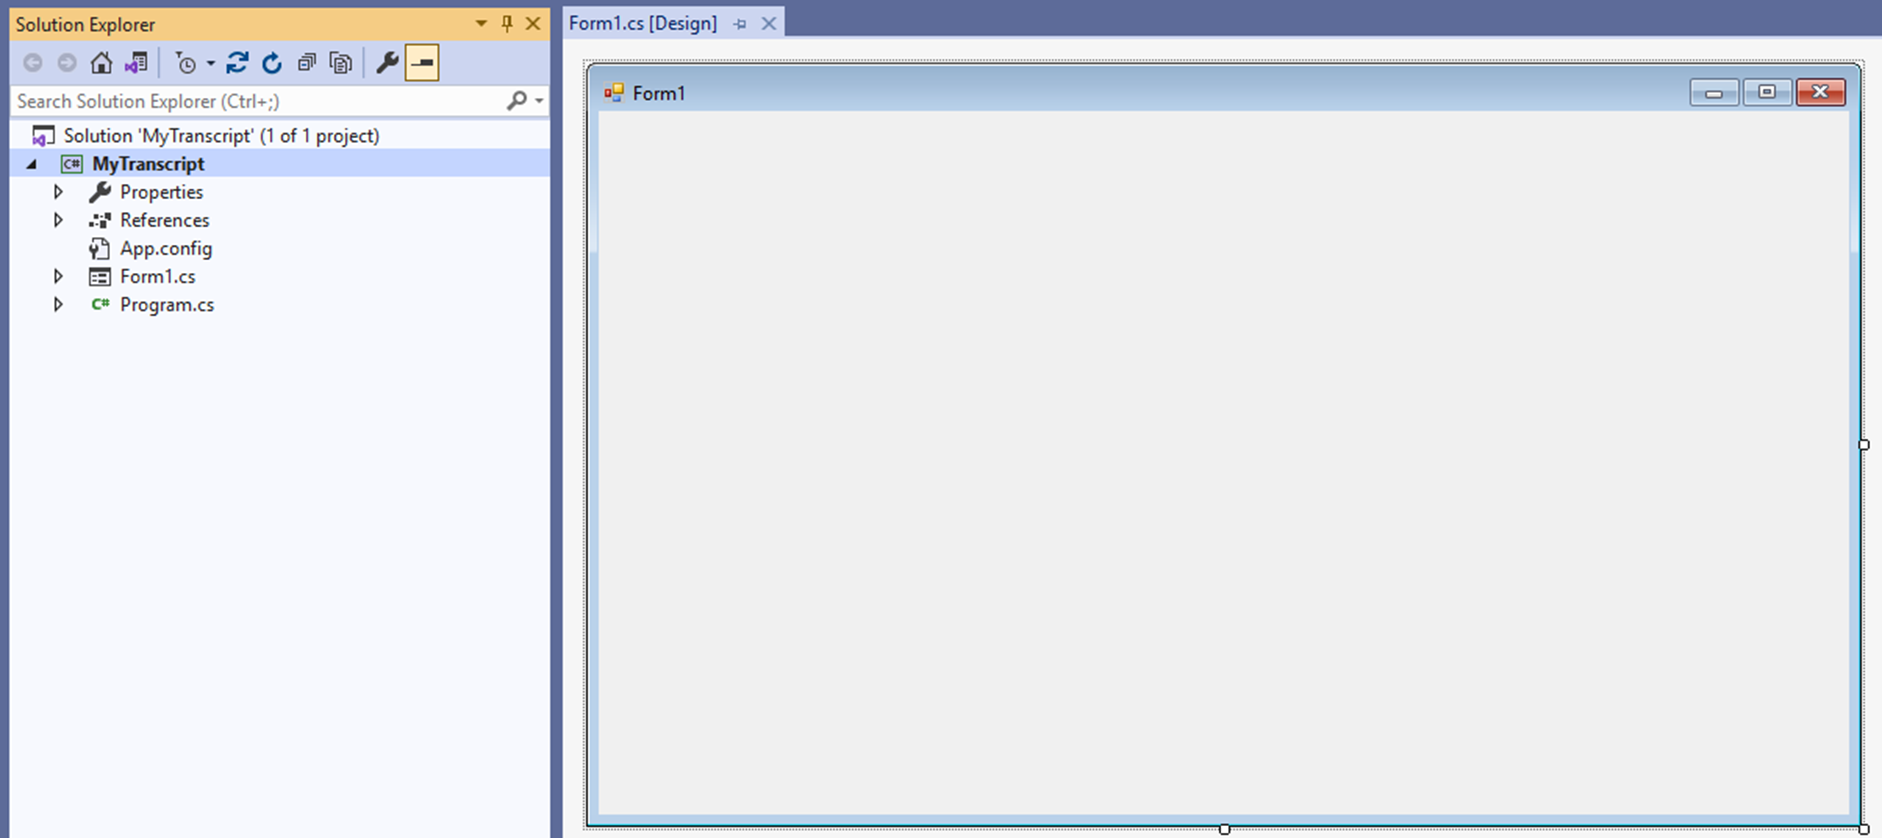 Solution Explorer
Search Solution Explorer (Ctrl+;)
Solution 'MyTranscript' (1 of 1 project)
C# MyTranscript
Properties
References
App.config
Form1.cs
C# Program.cs
Form1.cs [Design]
Form1